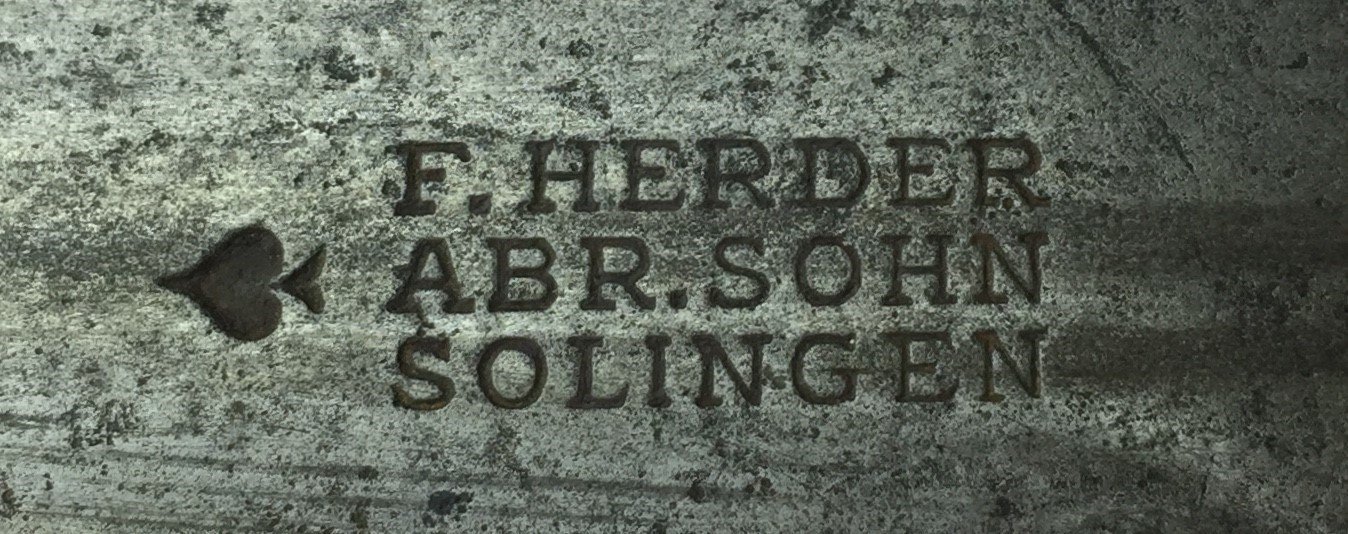 F. HERDER
ABR. SOHN
SOLINGEN